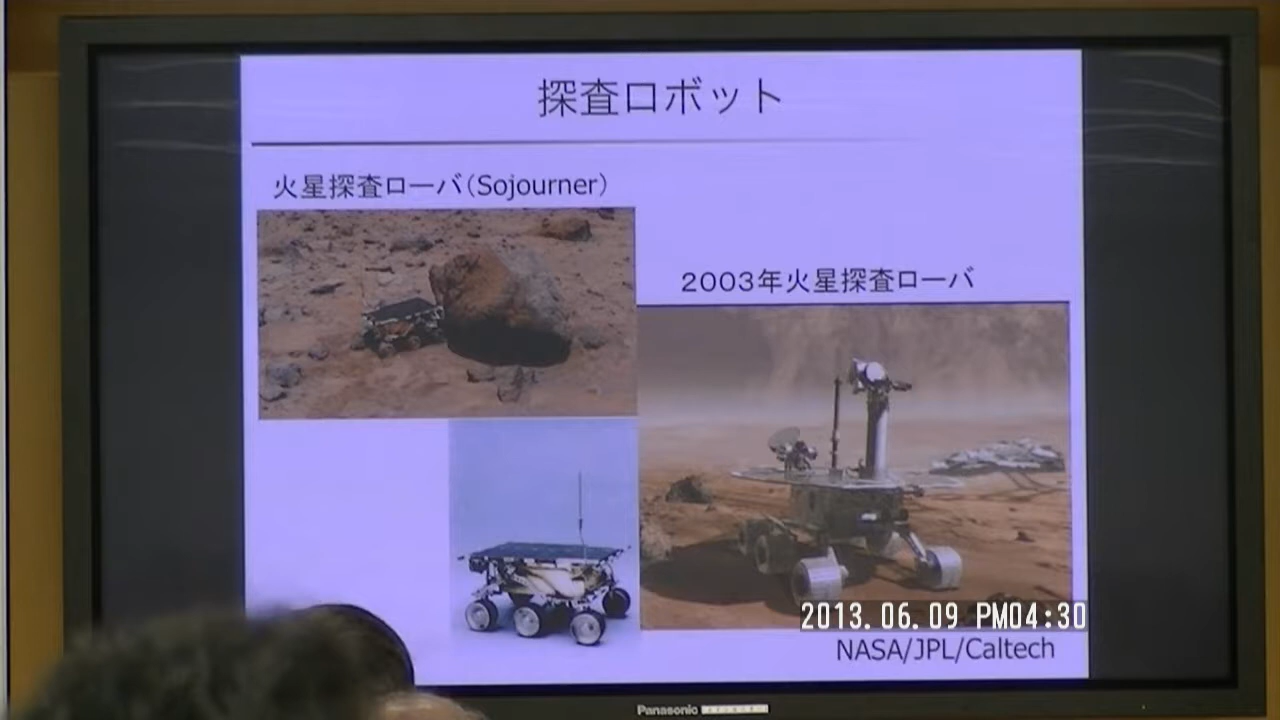 探査ロボット
火星探査ローバ(Sojourner)
2003年火星探査ローバ
2013.06.09 PM04:30
NASA/JPL/Caltech
Panasonic